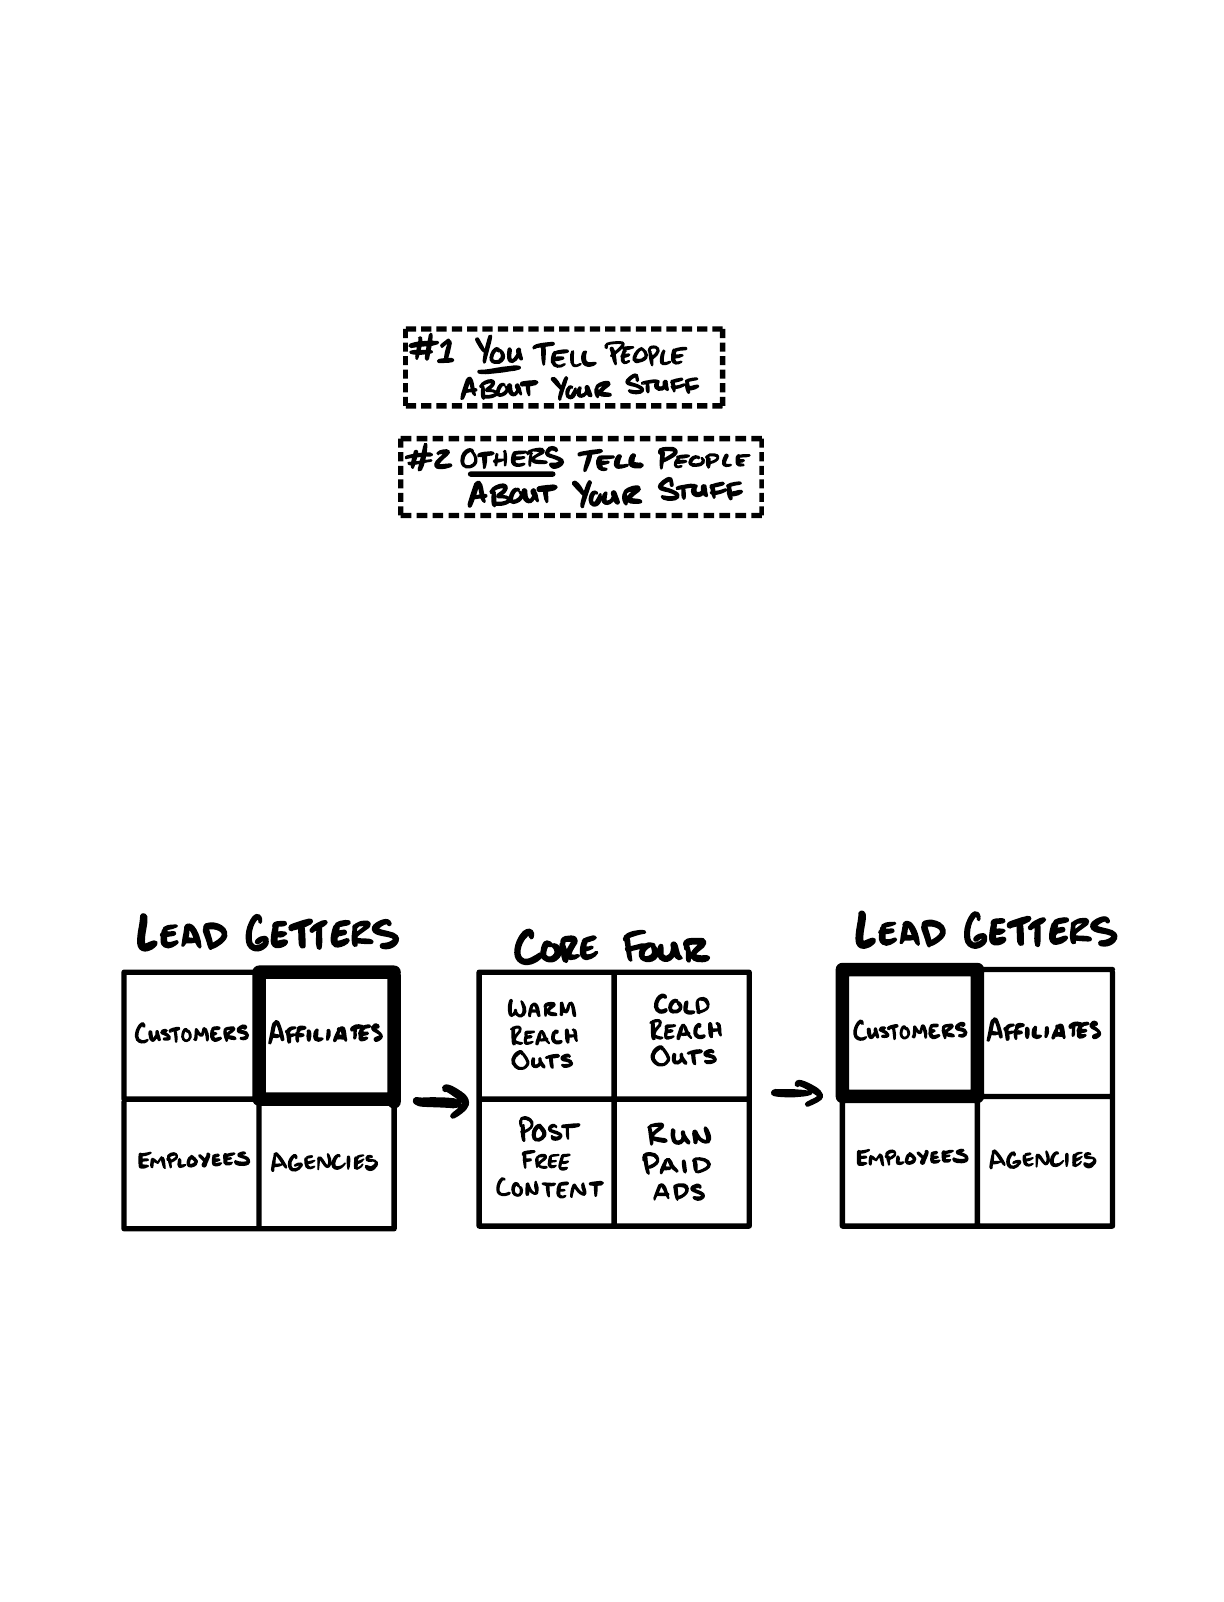 #1 YOU TELL PEOPLE
ABOUT YOUR STUFF
#2 OTHERS TELL PEOPLE
ABOUT YOUR STUFF
LEAD GETTERS
CUSTOMERS
AFFILIATES
EMPLOYEES
AGENCIES
CORE FOUR
WARM
REACH
OUTS
COLD
REACH
OUTS
POST
FREE
CONTENT
RUN
PAID
ADS
LEAD GETTERS
CUSTOMERS
AFFILIATES
EMPLOYEES
AGENCIES